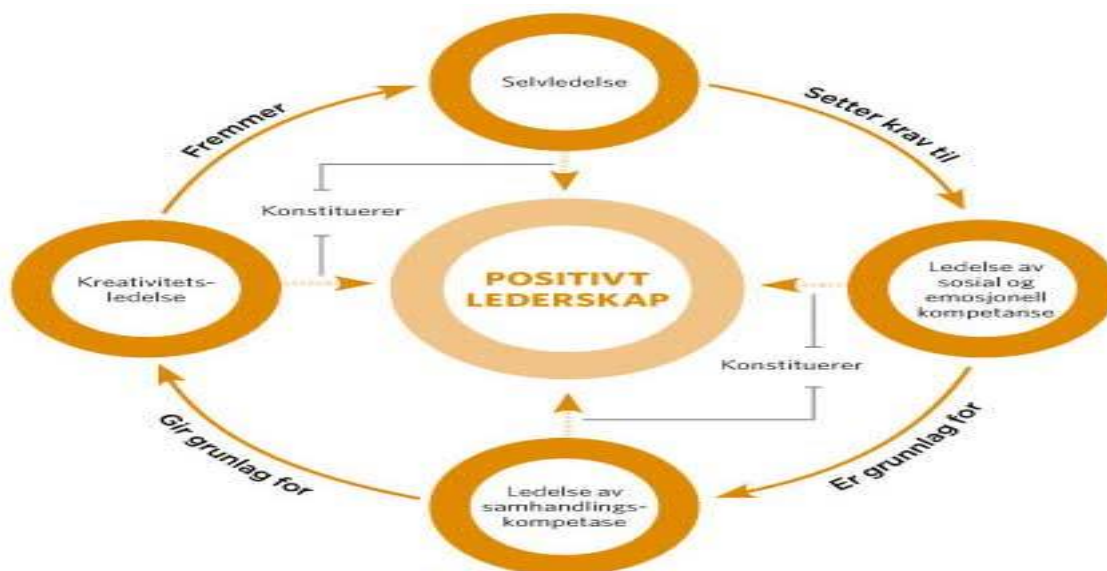 Selvledelse
Fremmer
Setter krav til
Konstituerer
Kreativitets-
ledelse
POSITIVT
LEDERSKAP
Ledelse av
sosial og
emosjonell
kompetanse
Konstituerer
Gir grunlag for
Er grunnlag for
Ledelse av
samhandlings-
kompetase